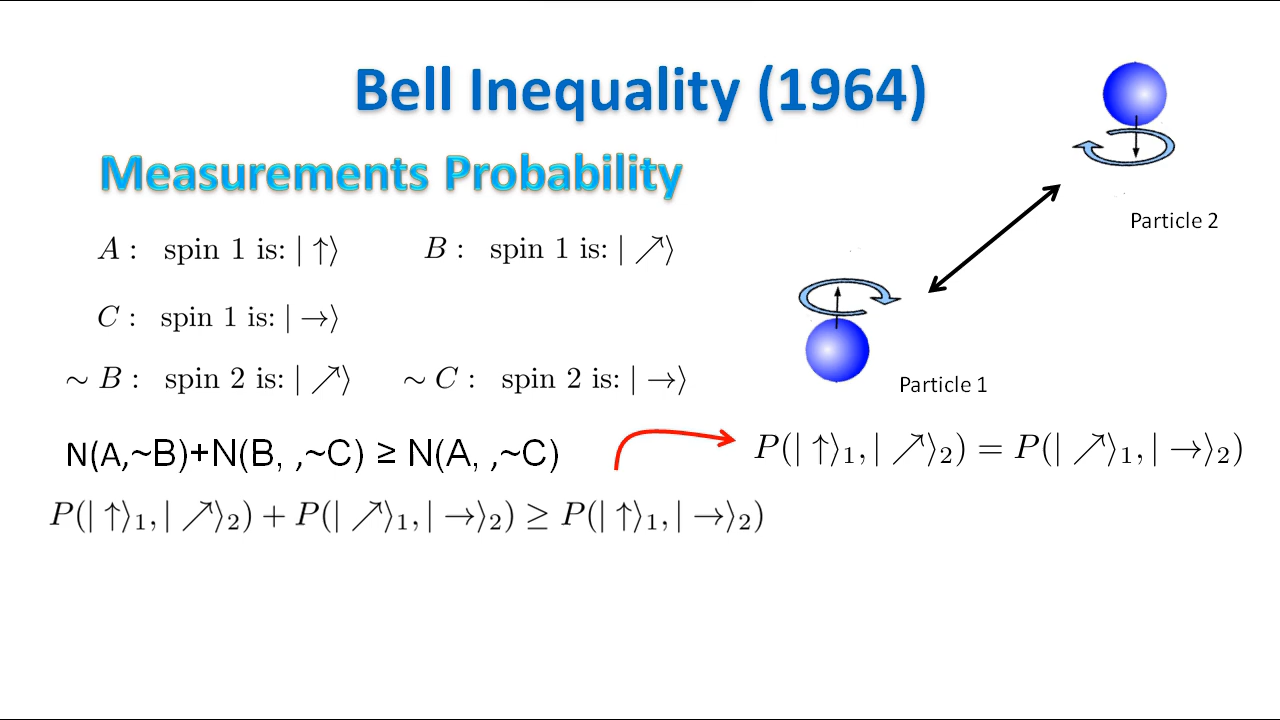 Bell Inequality (1964)
Measurements Probability
A : spin 1 is: | ↑⟩ B : spin 1 is: | ↗⟩
C : spin 1 is: | →⟩
∼ B : spin 2 is: | ↗⟩ ∼ C : spin 2 is: | →⟩
N(A,~B)+N(B, ,~C) ≥ N(A, ,~C)
P(| ↑⟩₁, | ↗⟩₂) + P(| ↗⟩₁, | →⟩₂) ≥ P(| ↑⟩₁, | →⟩₂)
Particle 2
Particle 1
P(| ↑⟩₁, | ↗⟩₂) = P(| ↗⟩₁, | →⟩₂)